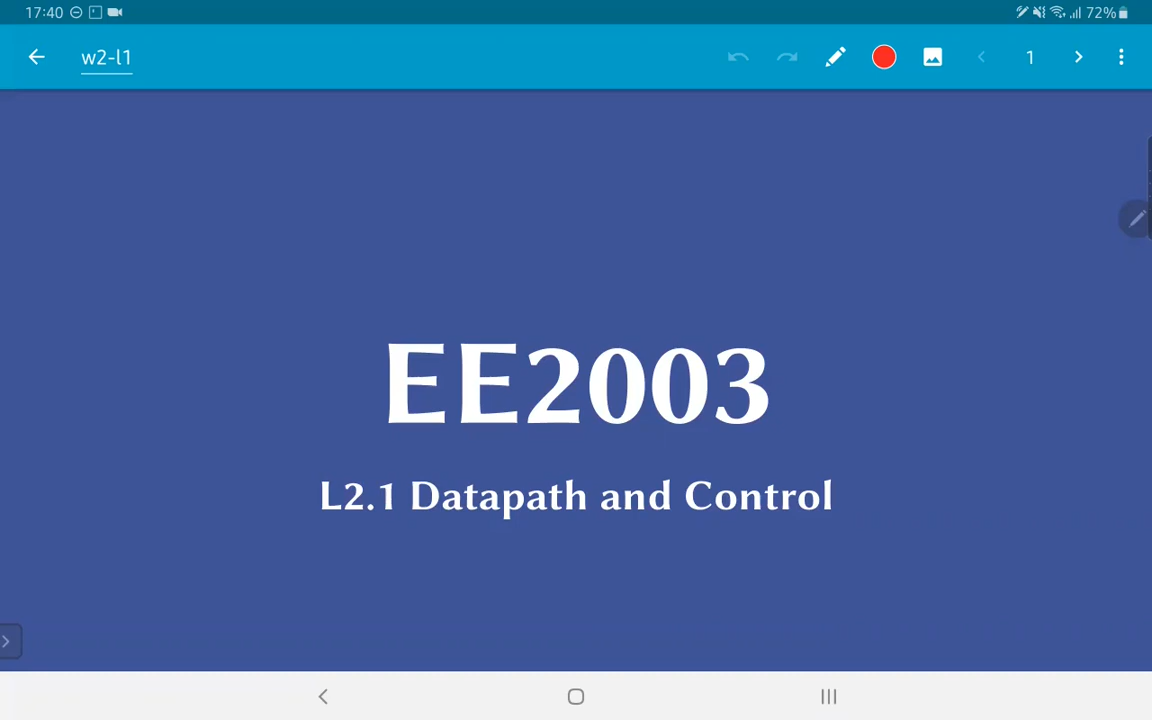 17:40
72%
w2-l1
1
EE2003
L2.1 Datapath and Control